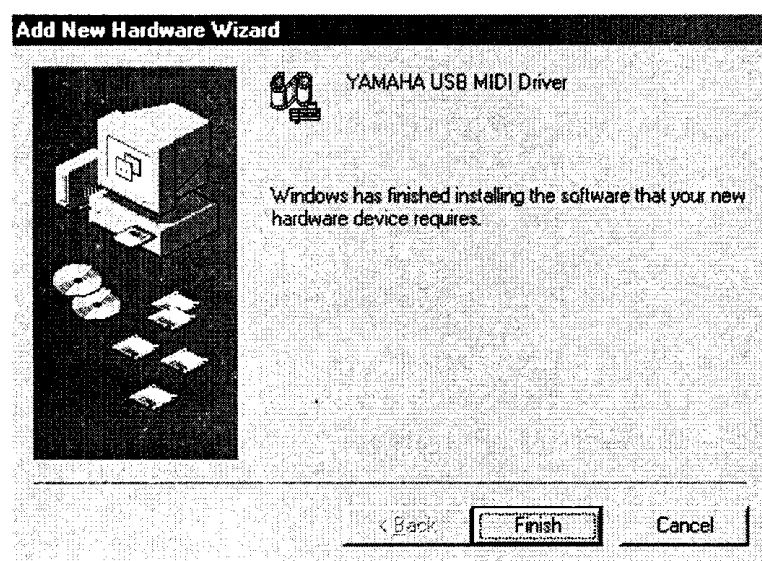 Add New Hardware Wizard
YAMAHA USB MIDI Driver
Windows has finished installing the software that your new
hardware device requires.
< Back
Finish
Cancel